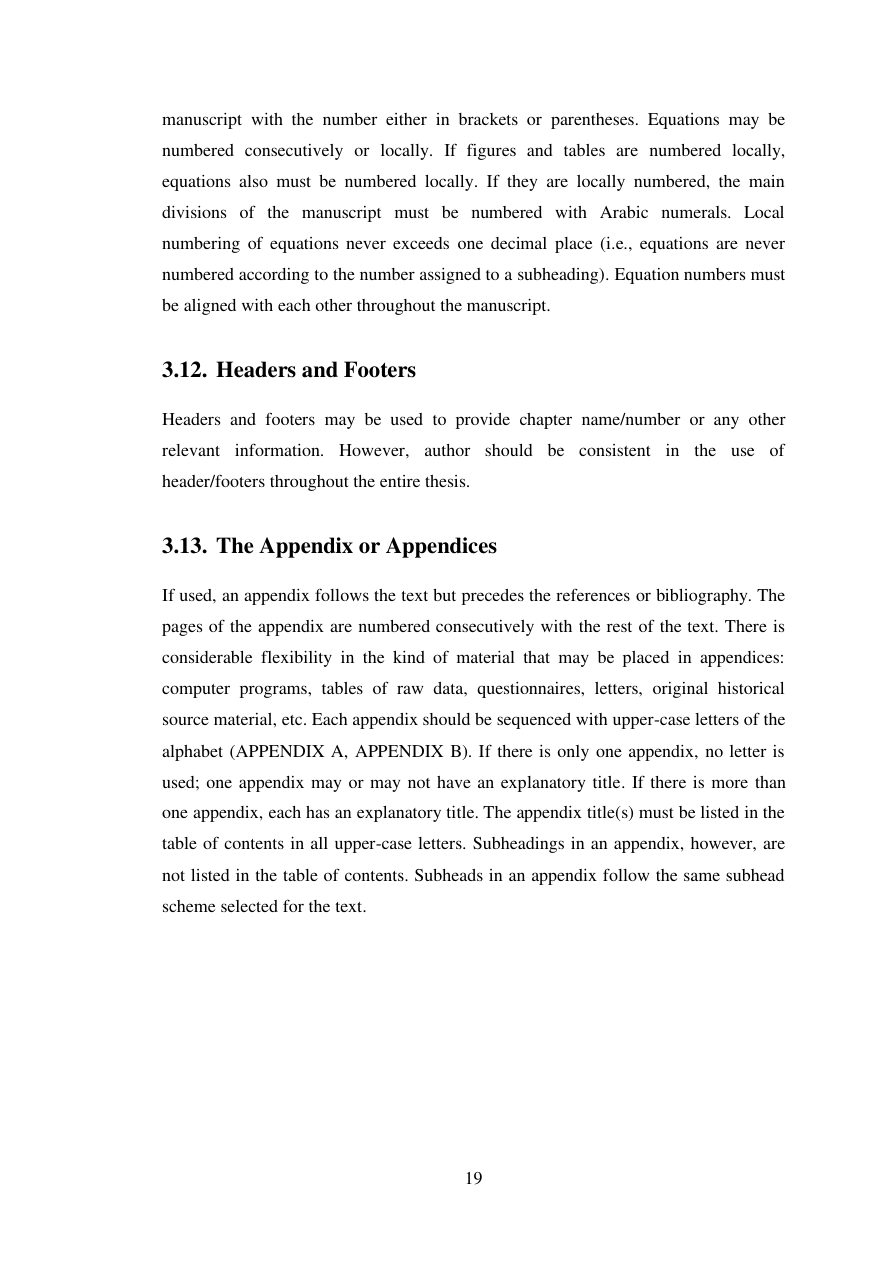 manuscript with the number either in brackets or parentheses. Equations may be
numbered consecutively or locally. If figures and tables are numbered locally,
equations also must be numbered locally. If they are locally numbered, the main
divisions of the manuscript must be numbered with Arabic numerals. Local
numbering of equations never exceeds one decimal place (i.e., equations are never
numbered according to the number assigned to a subheading). Equation numbers must
be aligned with each other throughout the manuscript.
3.12. Headers and Footers
Headers and footers may be used to provide chapter name/number or any other
relevant information. However, author should be consistent in the use of
header/footers throughout the entire thesis.
3.13. The Appendix or Appendices
If used, an appendix follows the text but precedes the references or bibliography. The
pages of the appendix are numbered consecutively with the rest of the text. There is
considerable flexibility in the kind of material that may be placed in appendices:
computer programs, tables of raw data, questionnaires, letters, original historical
source material, etc. Each appendix should be sequenced with upper-case letters of the
alphabet (APPENDIX A, APPENDIX B). If there is only one appendix, no letter is
used; one appendix may or may not have an explanatory title. If there is more than
one appendix, each has an explanatory title. The appendix title(s) must be listed in the
table of contents in all upper-case letters. Subheadings in an appendix, however, are
not listed in the table of contents. Subheads in an appendix follow the same subhead
scheme selected for the text.
19